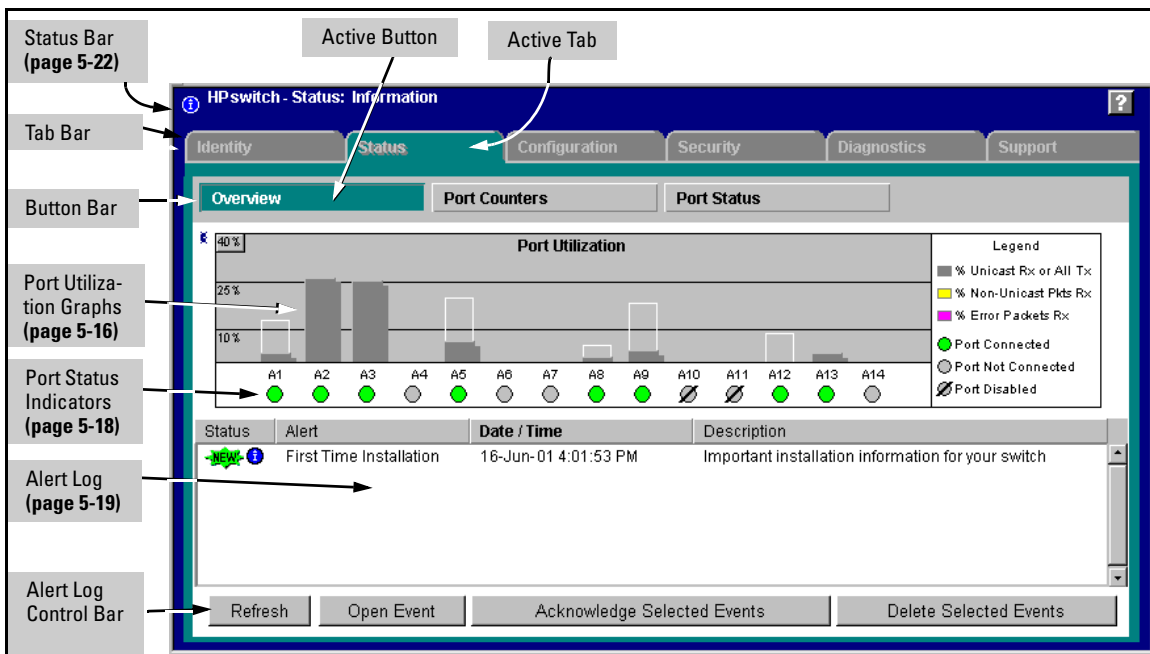 Status Bar
(page 5-22)
Active Button
Active Tab
HPswitch - Status: Information
?
Tab Bar
Identity
Status
Configuration
Security
Diagnostics
Support
Button Bar
Overview
Port Counters
Port Status
40 %
Port Utilization
25 %
10 %
Legend
% Unicast Rx or All Tx
% Non-Unicast Pkts Rx
% Error Packets Rx
Port Connected
Port Not Connected
Port Disabled
Port Utiliza-
tion Graphs
(page 5-16)
A1 A2 A3 A4 A5 A6 A7 A8 A9 A10 A11 A12 A13 A14
Port Status
Indicators
(page 5-18)
Status Alert Date / Time Description
NEW i First Time Installation 16-Jun-01 4:01:53 PM Important installation information for your switch
Alert Log
(page 5-19)
Alert Log
Control Bar
Refresh
Open Event
Acknowledge Selected Events
Delete Selected Events